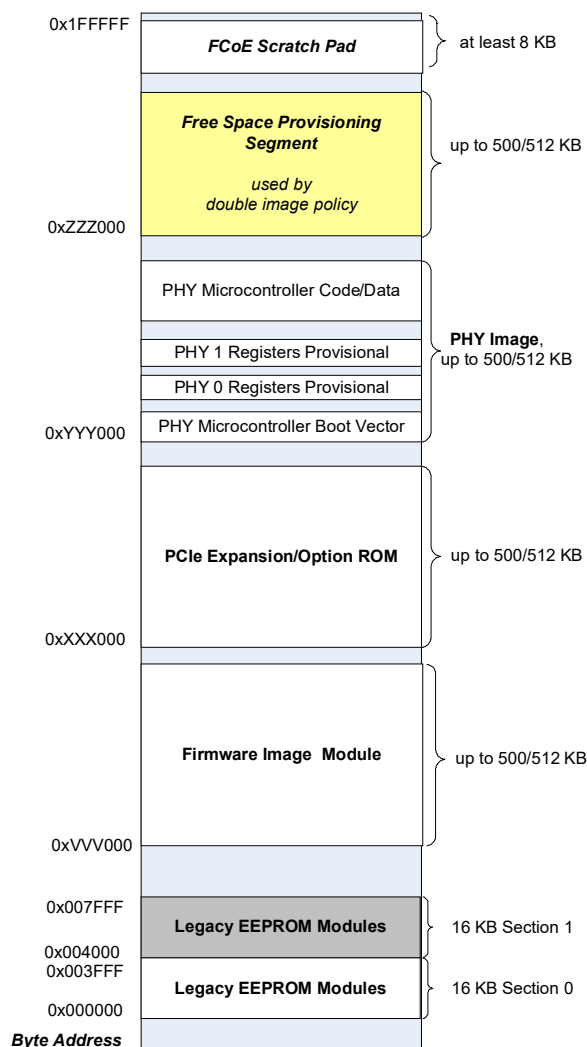 0x1FFFFF
FCoE Scratch Pad
at least 8 KB
Free Space Provisioning
Segment
used by
double image policy
up to 500/512 KB
0xZZZ000
PHY Microcontroller Code/Data
PHY 1 Registers Provisional
PHY 0 Registers Provisional
PHY Microcontroller Boot Vector
PHY Image,
up to 500/512 KB
0xYYY000
PCIe Expansion/Option ROM
up to 500/512 KB
0xXXX000
Firmware Image Module
up to 500/512 KB
0xVVV000
0x007FFF
Legacy EEPROM Modules
16 KB Section 1
0x004000
0x003FFF
Legacy EEPROM Modules
16 KB Section 0
0x000000
Byte Address